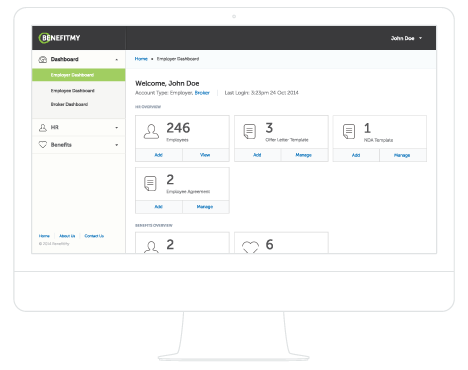 BENEFITMY
John Doe
Dashboard
Employer Dashboard
Employee Dashboard
Broker Dashboard
HR
Benefits
Home About Us Contact Us
© 2014 Benefitmy
Home • Employer Dashboard
Welcome, John Doe
Account Type: Employer, Broker Last Login: 3:23pm 24 Oct 2014
HR OVERVIEW
246
Employees
Add View
3
Offer Letter Template
Add Manage
1
NDA Template
Add Manage
2
Employee Agreement
Add Manage
BENEFITS OVERVIEW
2
6